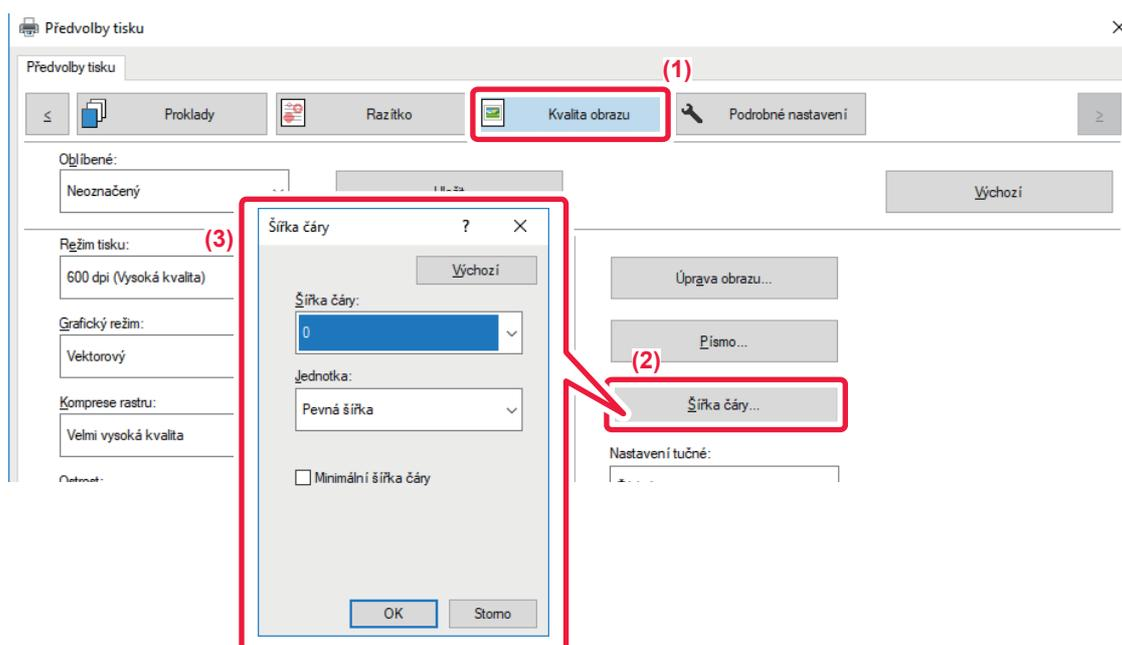 Předvolby tisku
Předvolby tisku
(1)
≤ Proklady Razítko Kvalita obrazu Podrobné nastavení ≥
Oblíbené:
Neoznačený
Výchozí
(3)
Šířka čáry ?
Výchozí
Šířka čáry:
0
Jednotka:
Pevná šířka
Minimální šířka čáry
OK Storno
Režim tisku:
600 dpi (Vysoká kvalita)
Grafický režim:
Vektorový
Komprese rastru:
Velmi vysoká kvalita
Ostrost:
Úprava obrazu...
Písmo...
(2)
Šířka čáry...
Nastavení tučné: